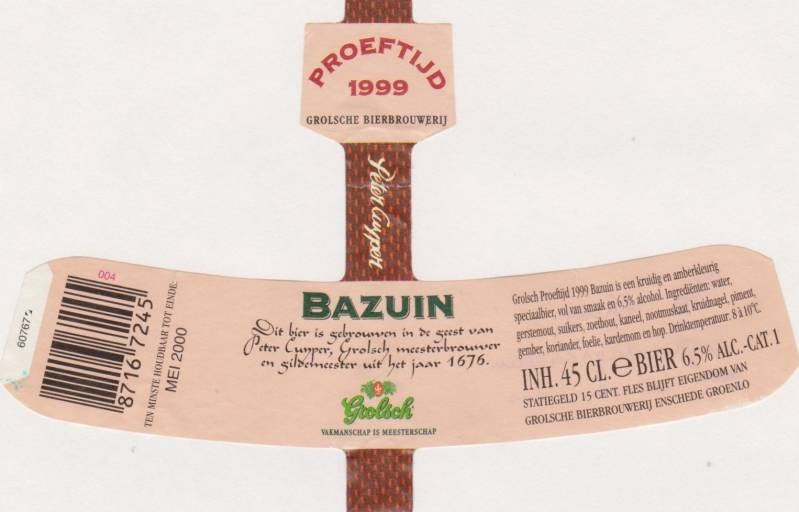 PROEFTIJD
1999
GROLSCHE BIERBROUWERIJ
Peter Cuyper
60767
004
8716 7245
TEN MINSTE HOUDBAAR TOT EINDE:
MEI 2000
BAZUIN
Dit bier is gebrouwen in de geest van
Peter Cuyper, Grolsch meesterbrouwer
en gildemeester uit het jaar 1676.
Grolsch
VAKMANSCHAP IS MEESTERSCHAP
Grolsch Proeftijd 1999 Bazuin is een kruidig en amberkleurig
speciaalbier, vol van smaak en 6.5% alcohol. Ingrediënten: water,
gerstemout, suikers, zoethout, kaneel, nootmuskaat, kruidnagel, piment,
gember, koriander, foelie, kardemom en hop. Drinktemperatuur: 8 à 10°C.
INH. 45 CL. e BIER 6.5% ALC.-CAT.1
STATIEGELD 15 CENT. FLES BLIJFT EIGENDOM VAN
GROLSCHE BIERBROUWERIJ ENSCHEDE GROENLO